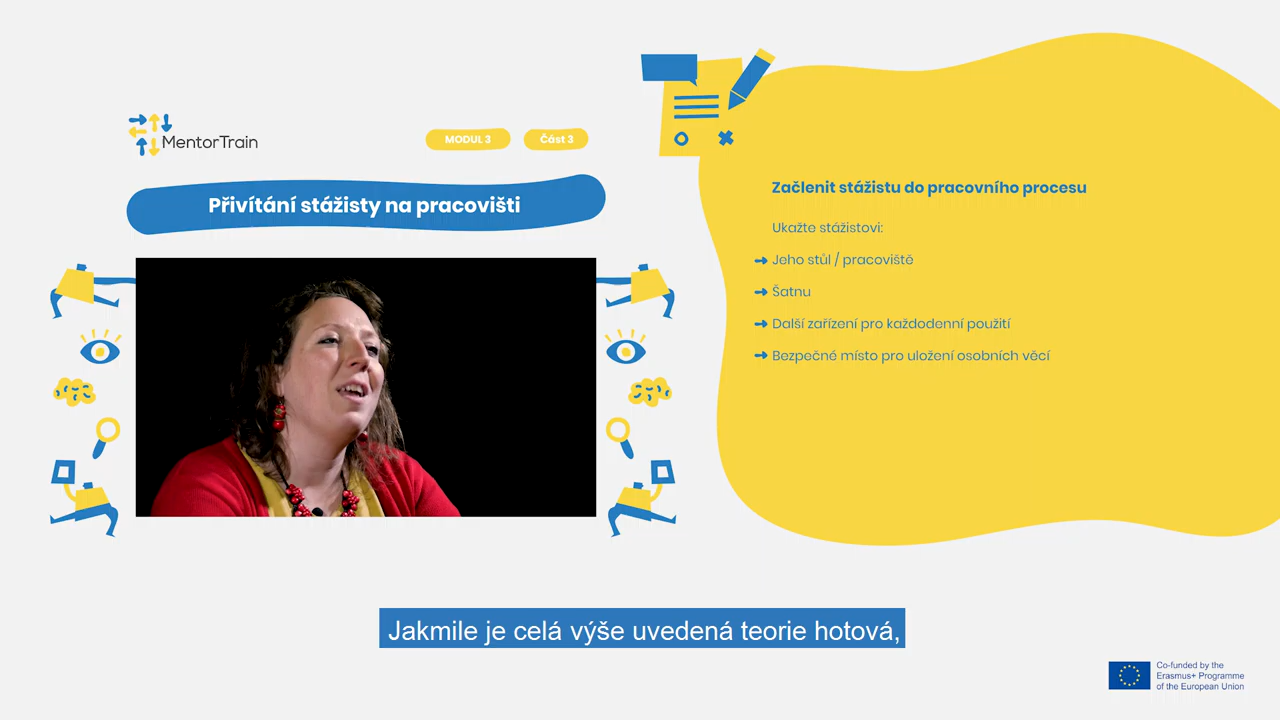 MentorTrain
MODUL 3
Část 3
Přivítání stážisty na pracovišti
Začlenit stážistu do pracovního procesu
Ukažte stážistovi:
Jeho stůl / pracoviště
Šatnu
Další zařízení pro každodenní použití
Bezpečné místo pro uložení osobních věcí
Jakmile je celá výše uvedená teorie hotová,
Co-funded by the
Erasmus+ Programme
of the European Union